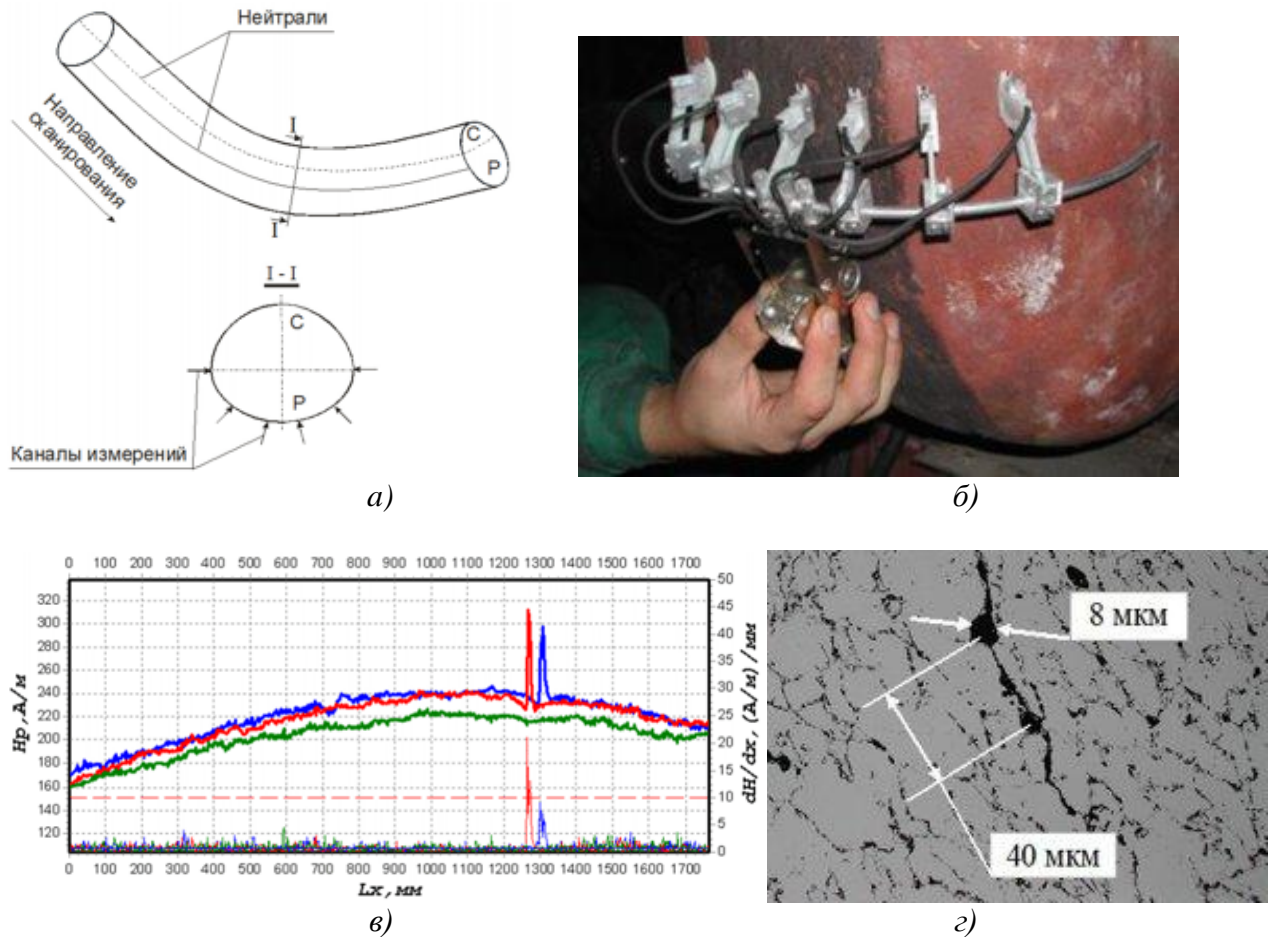 Нейтрали
Направление
сканирования
I
С
Р
I
I - I
С
Р
Каналы измерений
а)
б)
0 100 200 300 400 500 600 700 800 900 1000 1100 1200 1300 1400 1500 1600 1700
320
300
280
260
240
220
200
180
160
140
120
Hp, А/м
50
45
40
35
30
25
20
15
10
5
0
dH/dx, (А/м)/мм
0 100 200 300 400 500 600 700 800 900 1000 1100 1200 1300 1400 1500 1600 1700
Lx, мм
в)
8 мкм
40 мкм
г)